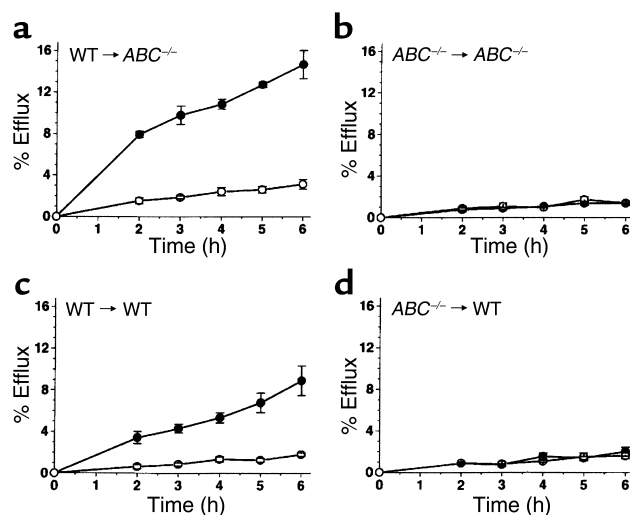 a
WT → ABC⁻/⁻
% Efflux
16
12
8
4
0
0 1 2 3 4 5 6
Time (h)
b
ABC⁻/⁻ → ABC⁻/⁻
% Efflux
16
12
8
4
0
0 1 2 3 4 5 6
Time (h)
c
WT → WT
% Efflux
16
12
8
4
0
0 1 2 3 4 5 6
Time (h)
d
ABC⁻/⁻ → WT
% Efflux
16
12
8
4
0
0 1 2 3 4 5 6
Time (h)